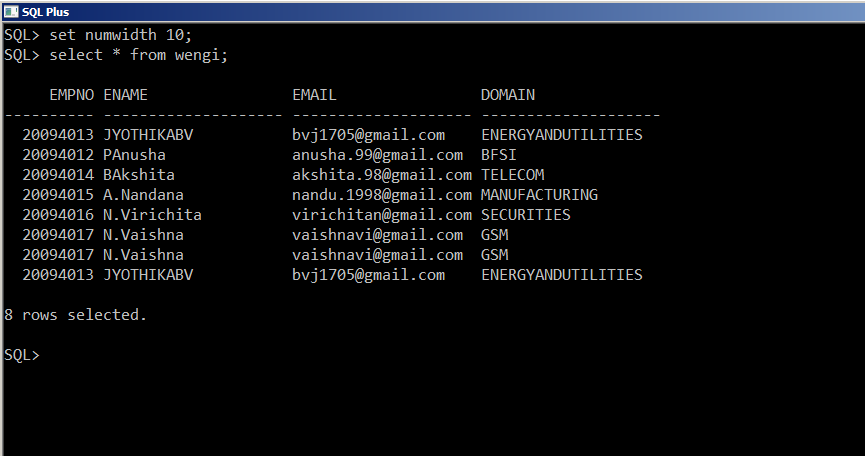 SQL Plus
SQL> set numwidth 10;
SQL> select * from wengi;
EMPNO ENAME EMAIL DOMAIN
---------- -------------------- -------------------- --------------------
20094013 JYOTHIKABV bvj1705@gmail.com ENERGYANDUTILITIES
20094012 PAnusha anusha.99@gmail.com BFSI
20094014 BAkshita akshita.98@gmail.com TELECOM
20094015 A.Nandana nandu.1998@gmail.com MANUFACTURING
20094016 N.Virichita virichitan@gmail.com SECURITIES
20094017 N.Vaishna vaishnavi@gmail.com GSM
20094017 N.Vaishna vaishnavi@gmail.com GSM
20094013 JYOTHIKABV bvj1705@gmail.com ENERGYANDUTILITIES
8 rows selected.
SQL>